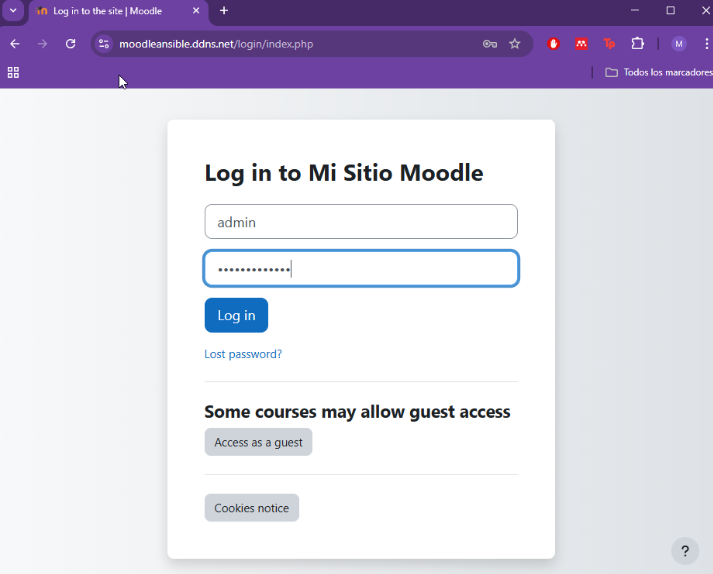 Log in to the site | Moodle
moodleansible.ddns.net/login/index.php
M
Todos los marcadores
Log in to Mi Sitio Moodle
admin
•••••••••••••
Log in
Lost password?
Some courses may allow guest access
Access as a guest
Cookies notice
?